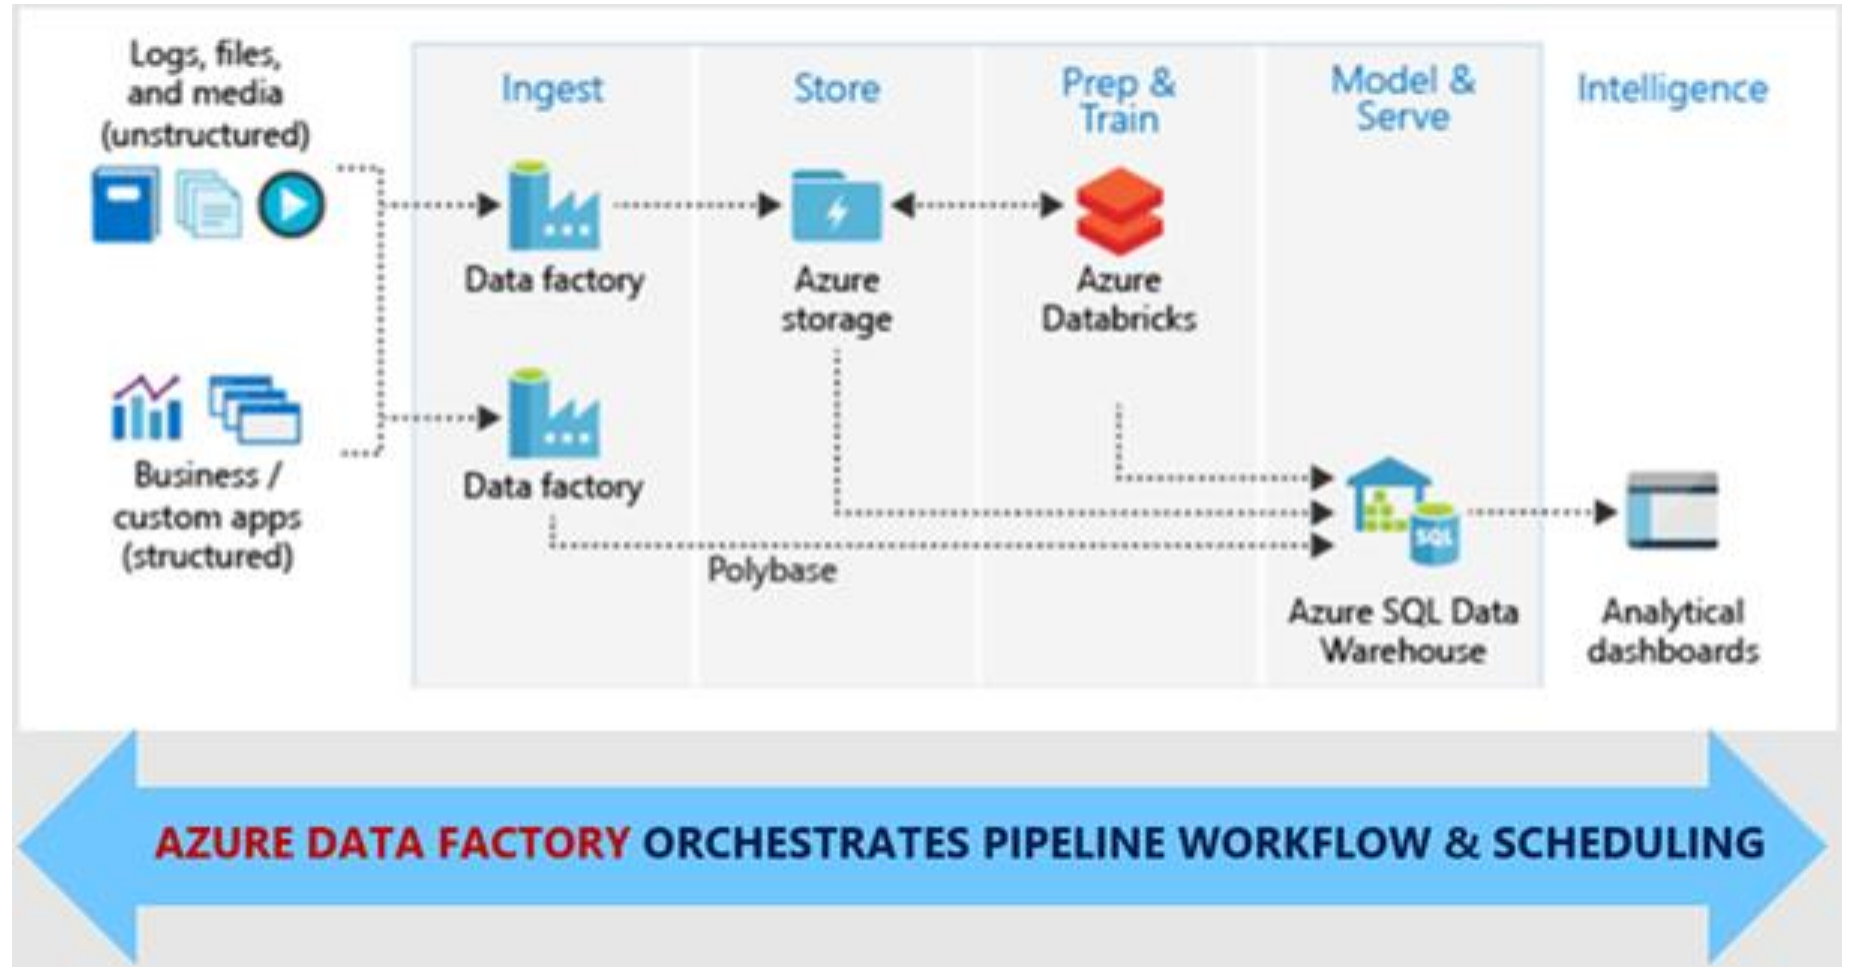 Logs, files,
and media
(unstructured)
Ingest
Store
Prep &
Train
Model &
Serve
Intelligence
Data factory
Azure
storage
Azure
Databricks
Business /
custom apps
(structured)
Data factory
Polybase
SQL
Azure SQL Data
Warehouse
Analytical
dashboards
AZURE DATA FACTORY ORCHESTRATES PIPELINE WORKFLOW & SCHEDULING